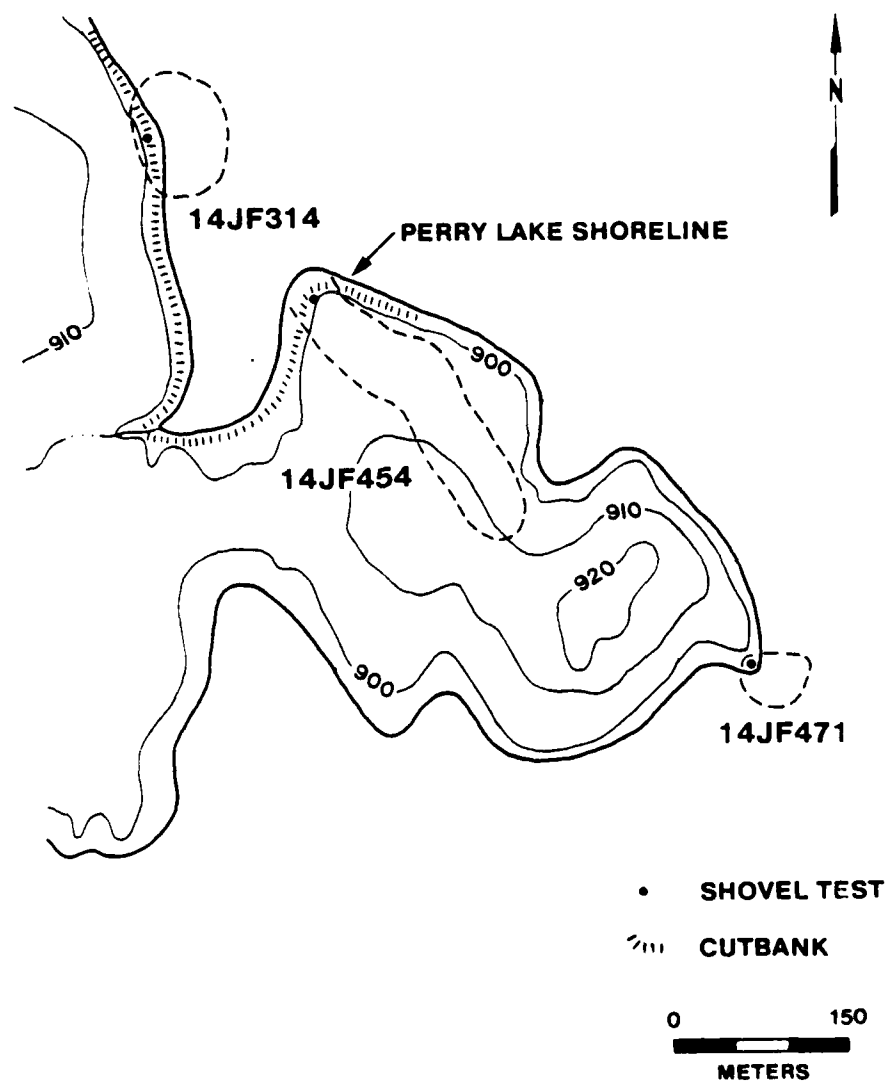 N
14JF314
PERRY LAKE SHORELINE
910
900
14JF454
910
920
900
14JF471
SHOVEL TEST
CUTBANK
0 150
METERS